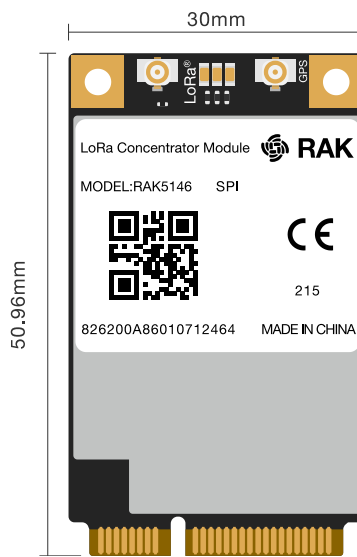 30mm
50.96mm
LoRa®
GPS
LoRa Concentrator Module
RAK
MODEL:RAK5146 SPI
CE
215
826200A86010712464
MADE IN CHINA